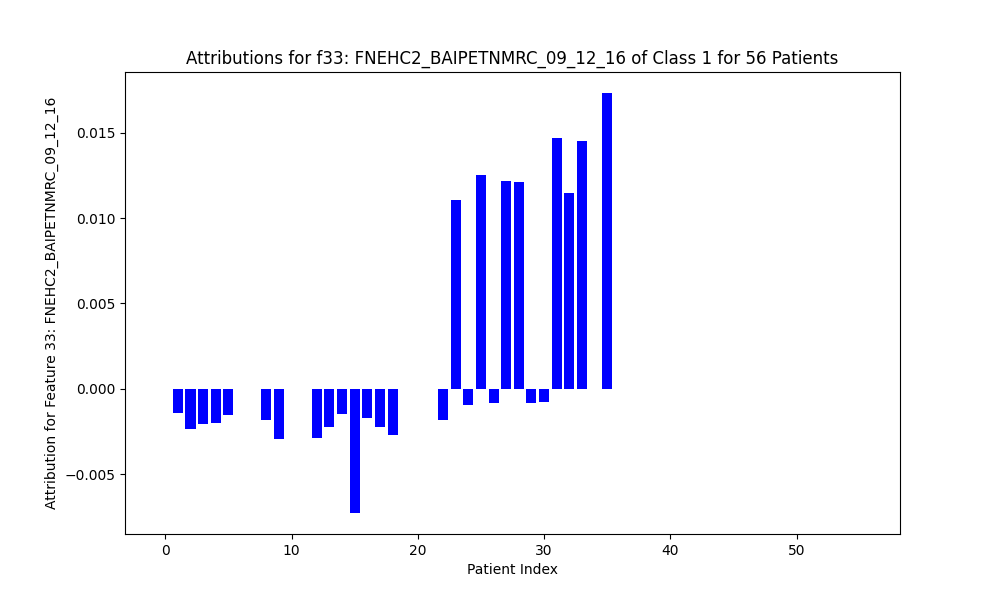 Attributions for f33: FNEHC2_BAIPETNMRC_09_12_16 of Class 1 for 56 Patients
Attribution for Feature 33: FNEHC2_BAIPETNMRC_09_12_16
0.015
0.010
0.005
0.000
−0.005
0 10 20 30 40 50
Patient Index